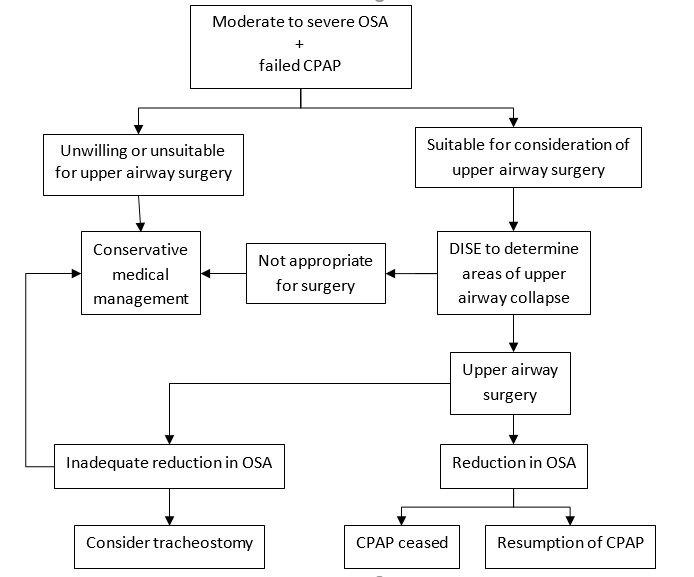 Moderate to severe OSA
+
failed CPAP
Unwilling or unsuitable
for upper airway surgery
Suitable for consideration of
upper airway surgery
Conservative
medical
management
Not appropriate
for surgery
DISE to determine
areas of upper
airway collapse
Upper airway
surgery
Inadequate reduction in OSA
Reduction in OSA
Consider tracheostomy
CPAP ceased
Resumption of CPAP